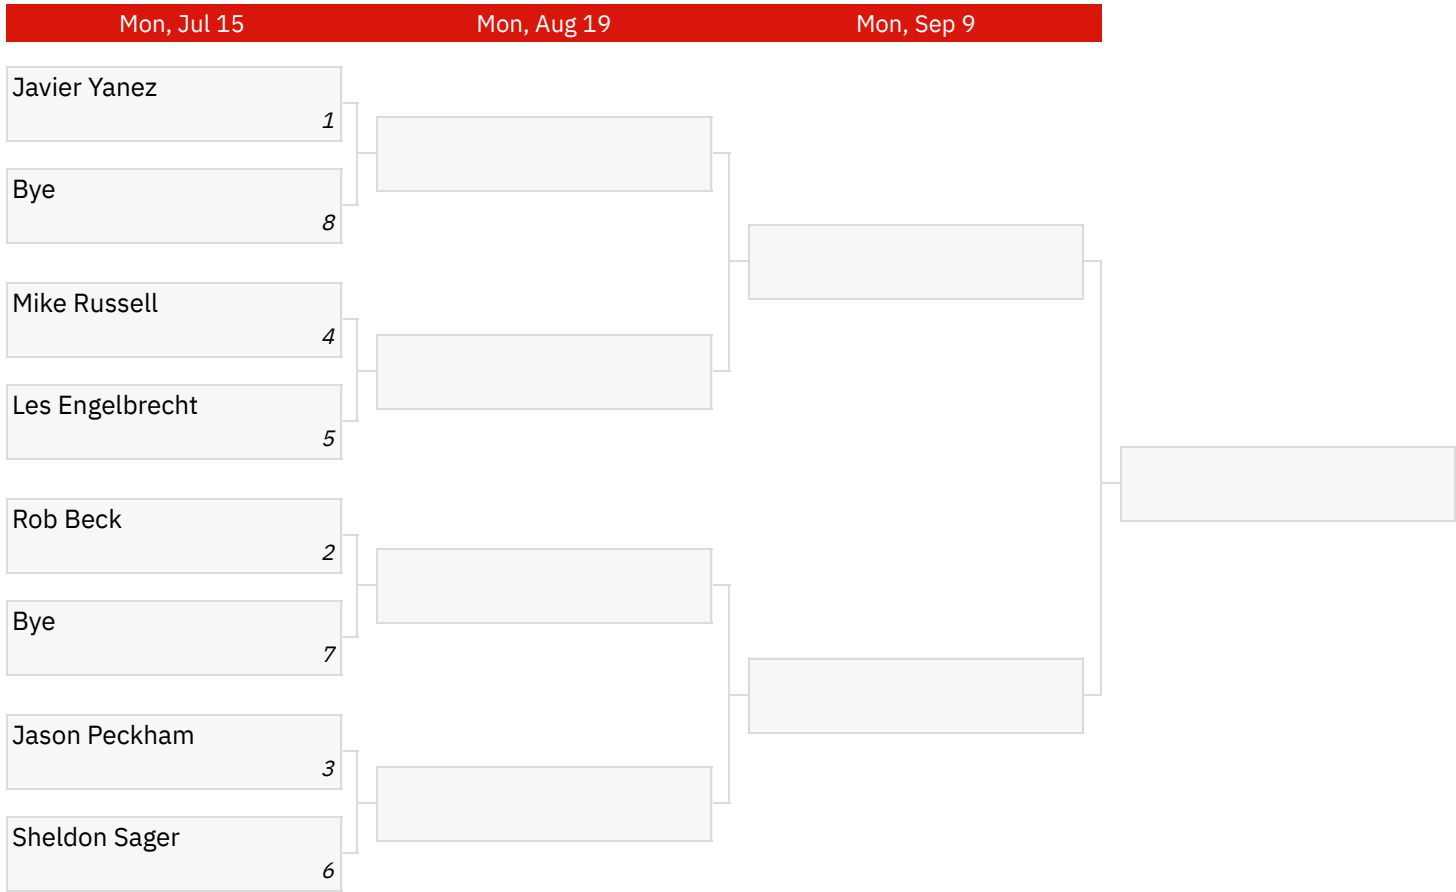 Mon, Jul 15 Mon, Aug 19 Mon, Sep 9
Javier Yanez
1
Bye
8
Mike Russell
4
Les Engelbrecht
5
Rob Beck
2
Bye
7
Jason Peckham
3
Sheldon Sager
6